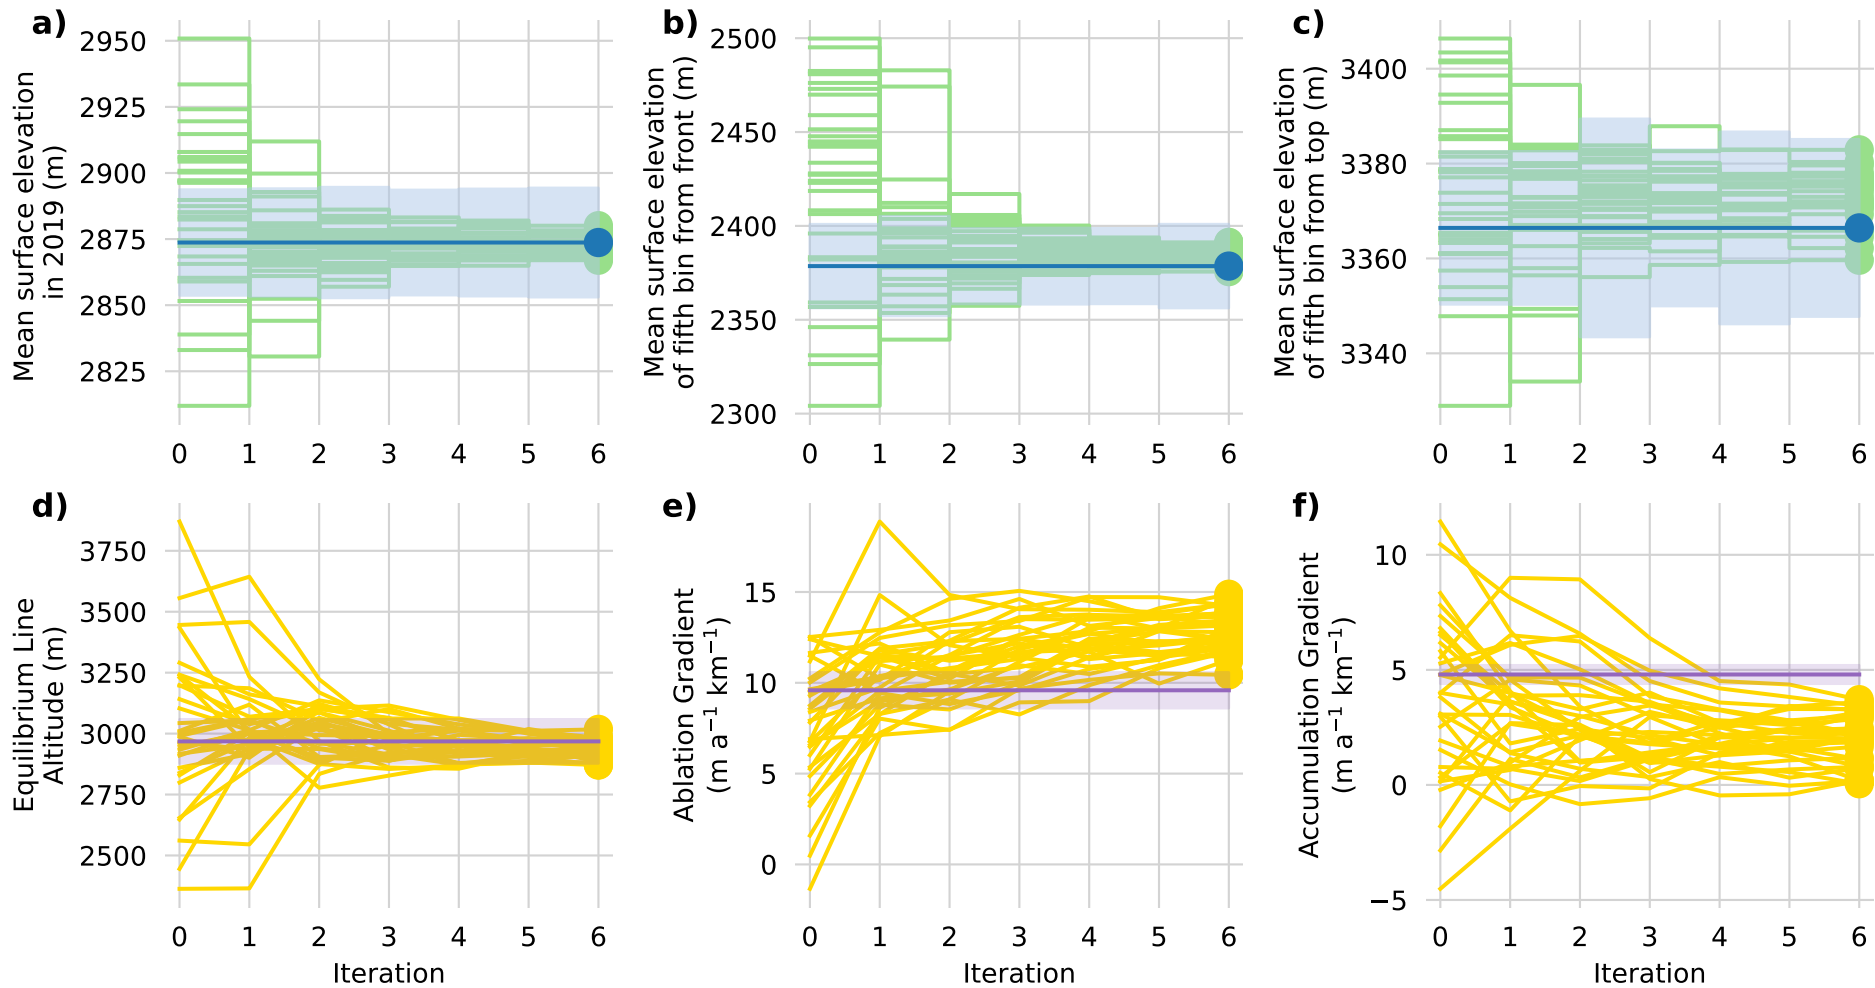 a)
Mean surface elevation
in 2019 (m)
2950
2925
2900
2875
2850
2825
0 1 2 3 4 5 6
b)
Mean surface elevation
of fifth bin from front (m)
2500
2450
2400
2350
2300
0 1 2 3 4 5 6
c)
Mean surface elevation
of fifth bin from top (m)
3400
3380
3360
3340
0 1 2 3 4 5 6
d)
Equilibrium Line
Altitude (m)
3750
3500
3250
3000
2750
2500
0 1 2 3 4 5 6
Iteration
e)
Ablation Gradient
(m a⁻¹ km⁻¹)
15
10
5
0
0 1 2 3 4 5 6
Iteration
f)
Accumulation Gradient
(m a⁻¹ km⁻¹)
10
5
0
−5
0 1 2 3 4 5 6
Iteration